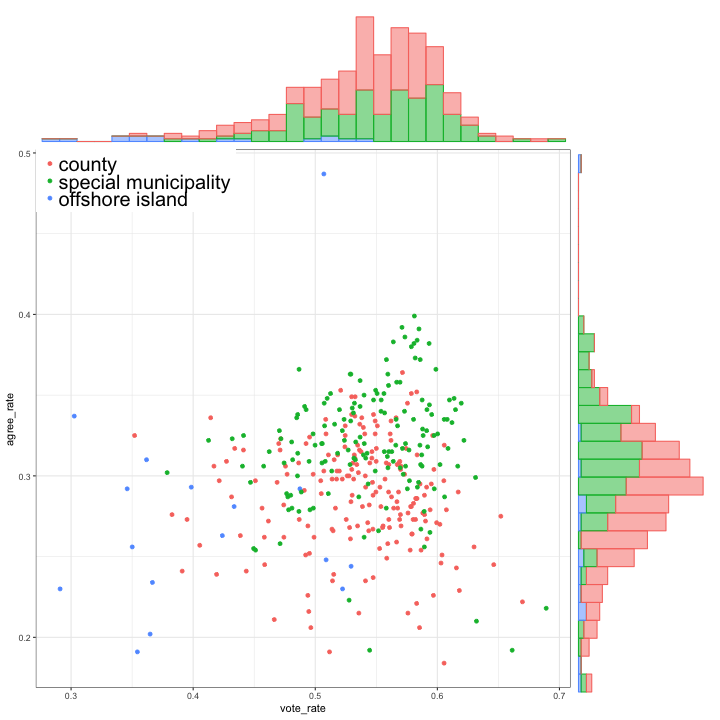 0.5
county
special municipality
offshore island
0.4
0.3
0.2
agree_rate
0.3
0.4
0.5
0.6
0.7
vote_rate